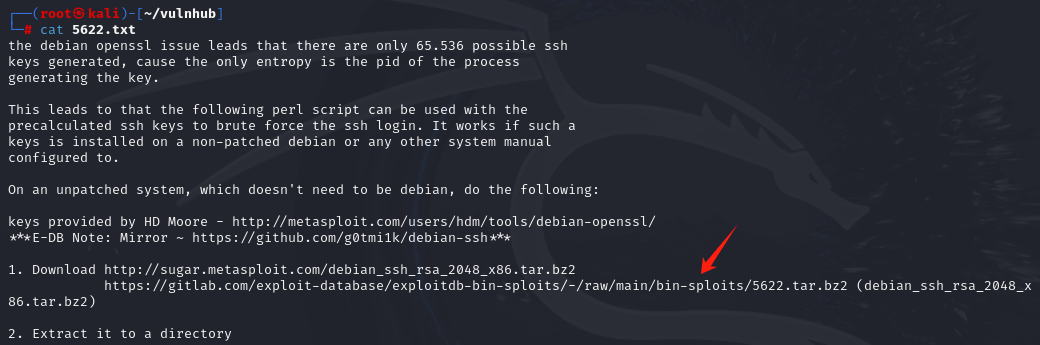 ┌──(root㉿kali)-[~/vulnhub]
└─# cat 5622.txt
the debian openssl issue leads that there are only 65.536 possible ssh
keys generated, cause the only entropy is the pid of the process
generating the key.
This leads to that the following perl script can be used with the
precalculated ssh keys to brute force the ssh login. It works if such a
keys is installed on a non-patched debian or any other system manual
configured to.
On an unpatched system, which doesn't need to be debian, do the following:
keys provided by HD Moore - http://metasploit.com/users/hdm/tools/debian-openssl/
***E-DB Note: Mirror ~ https://github.com/g0tmi1k/debian-ssh***
1. Download http://sugar.metasploit.com/debian_ssh_rsa_2048_x86.tar.bz2
https://gitlab.com/exploit-database/exploitdb-bin-sploits/-/raw/main/bin-sploits/5622.tar.bz2 (debian_ssh_rsa_2048_x
86.tar.bz2)
2. Extract it to a directory